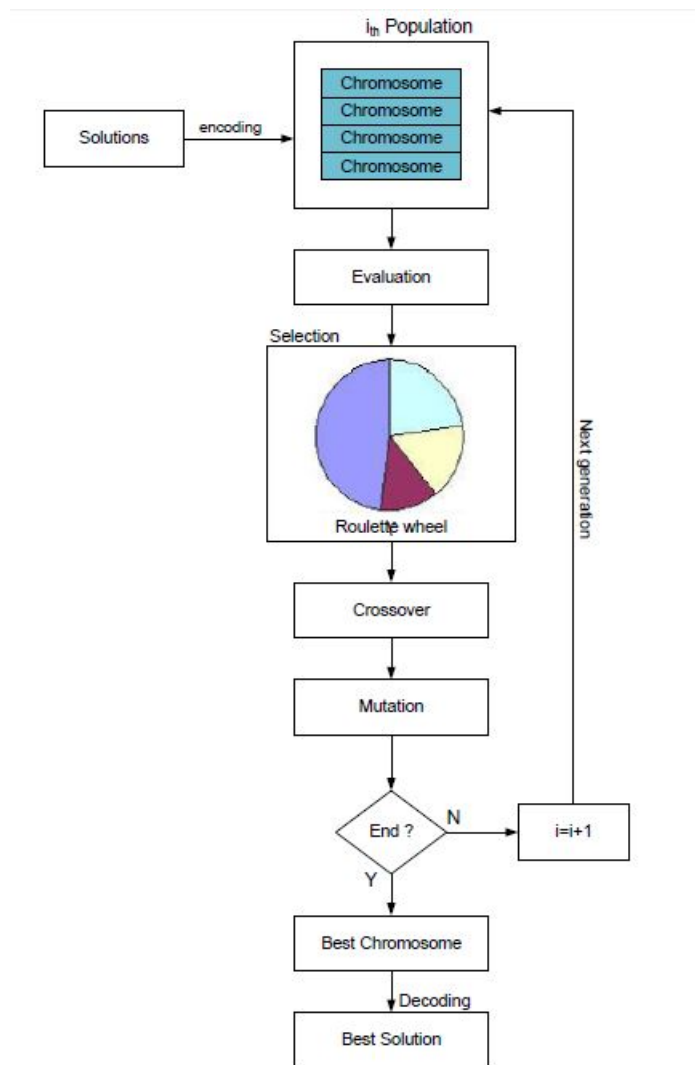 i_th Population
Chromosome
Chromosome
Chromosome
Chromosome
Solutions
encoding
Evaluation
Selection
Roulette wheel
Crossover
Mutation
End ?
N
i=i+1
Next generation
Y
Best Chromosome
Decoding
Best Solution